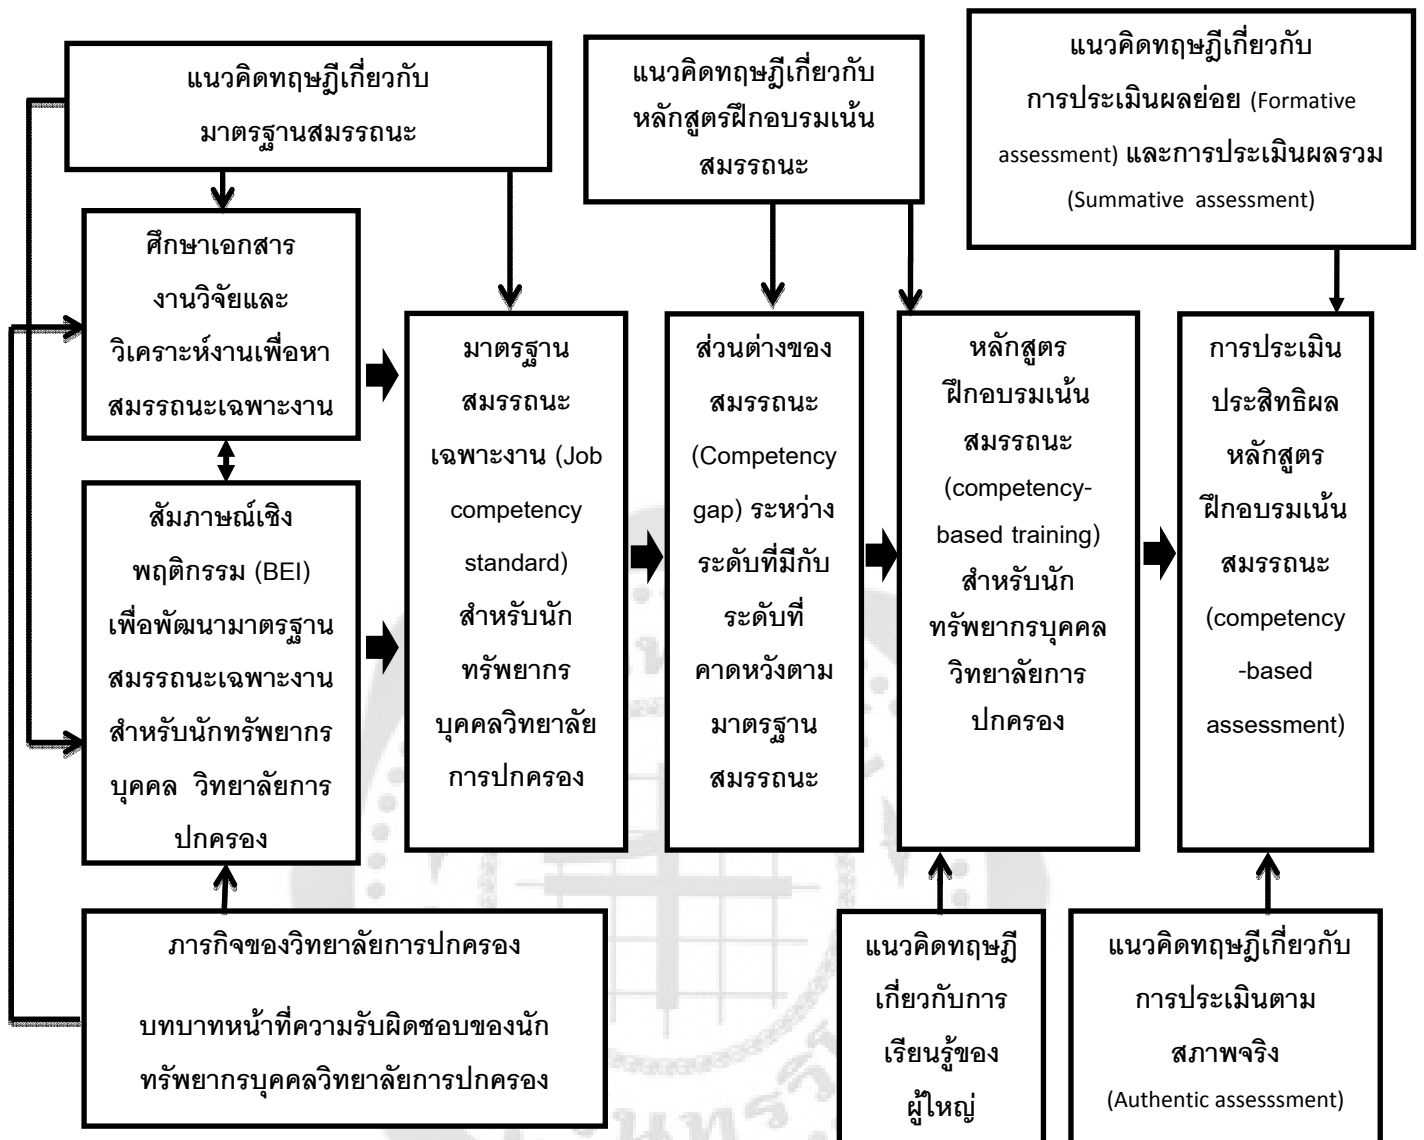 แนวคิดทฤษฎีเกี่ยวกับ
มาตรฐานสมรรถนะ
แนวคิดทฤษฎีเกี่ยวกับ
หลักสูตรฝึกอบรมเน้น
สมรรถนะ
แนวคิดทฤษฎีเกี่ยวกับ
การประเมินผลย่อย (Formative
assessment) และการประเมินผลรวม
(Summative assessment)
ศึกษาเอกสาร
งานวิจัยและ
วิเคราะห์งานเพื่อหา
สมรรถนะเฉพาะงาน
สัมภาษณ์เชิง
พฤติกรรม (BEI)
เพื่อพัฒนามาตรฐาน
สมรรถนะเฉพาะงาน
สำหรับนักทรัพยากร
บุคคล วิทยาลัยการ
ปกครอง
มาตรฐาน
สมรรถนะ
เฉพาะงาน (Job
competency
standard)
สำหรับนัก
ทรัพยากร
บุคคลวิทยาลัย
การปกครอง
ส่วนต่างของ
สมรรถนะ
(Competency
gap) ระหว่าง
ระดับที่มีกับ
ระดับที่
คาดหวังตาม
มาตรฐาน
สมรรถนะ
หลักสูตร
ฝึกอบรมเน้น
สมรรถนะ
(competency-
based training)
สำหรับนัก
ทรัพยากรบุคคล
วิทยาลัยการ
ปกครอง
การประเมิน
ประสิทธิผล
หลักสูตร
ฝึกอบรมเน้น
สมรรถนะ
(competency
-based
assessment)
ภารกิจของวิทยาลัยการปกครอง
บทบาทหน้าที่ความรับผิดชอบของนัก
ทรัพยากรบุคคลวิทยาลัยการปกครอง
แนวคิดทฤษฎี
เกี่ยวกับการ
เรียนรู้ของ
ผู้ใหญ่
แนวคิดทฤษฎีเกี่ยวกับ
การประเมินตาม
สภาพจริง
(Authentic assesssment)